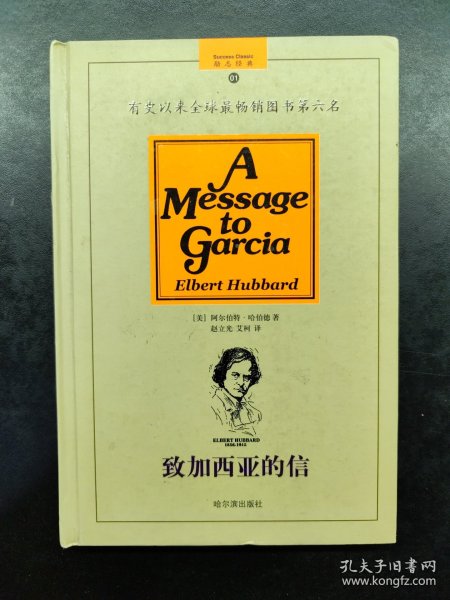 Success Classic
励志经典
01
有史以来全球最畅销图书第六名
A
Message
to
Garcia
Elbert Hubbard
[美] 阿尔伯特·哈伯德 著
赵立光 艾柯 译
ELBERT HUBBARD
1856-1915
致加西亚的信
哈尔滨出版社
孔夫子旧书网
www.kongfz.com